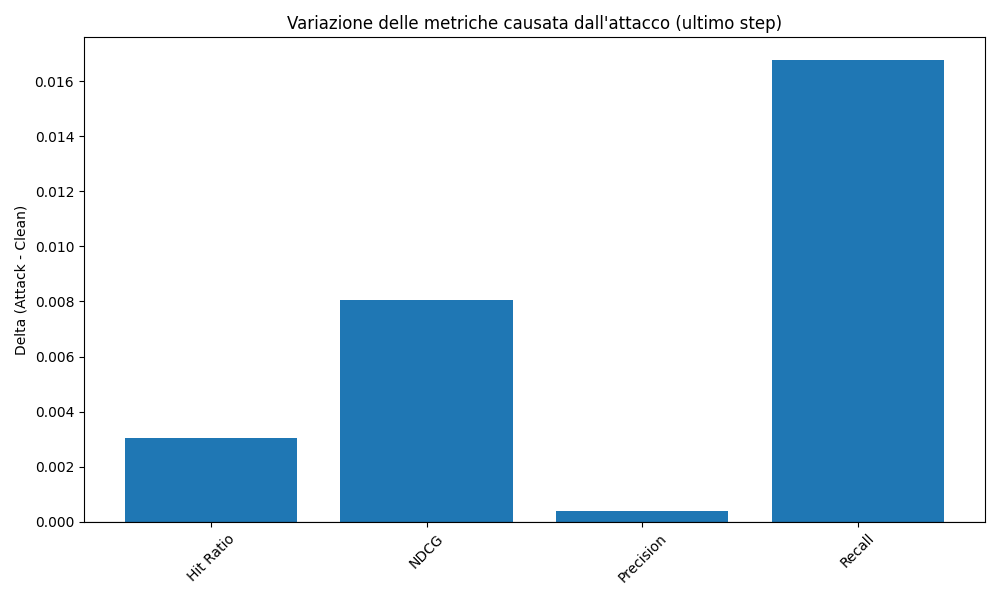 Variazione delle metriche causata dall'attacco (ultimo step)
Delta (Attack - Clean)
0.016
0.014
0.012
0.010
0.008
0.006
0.004
0.002
0.000
Hit Ratio
NDCG
Precision
Recall